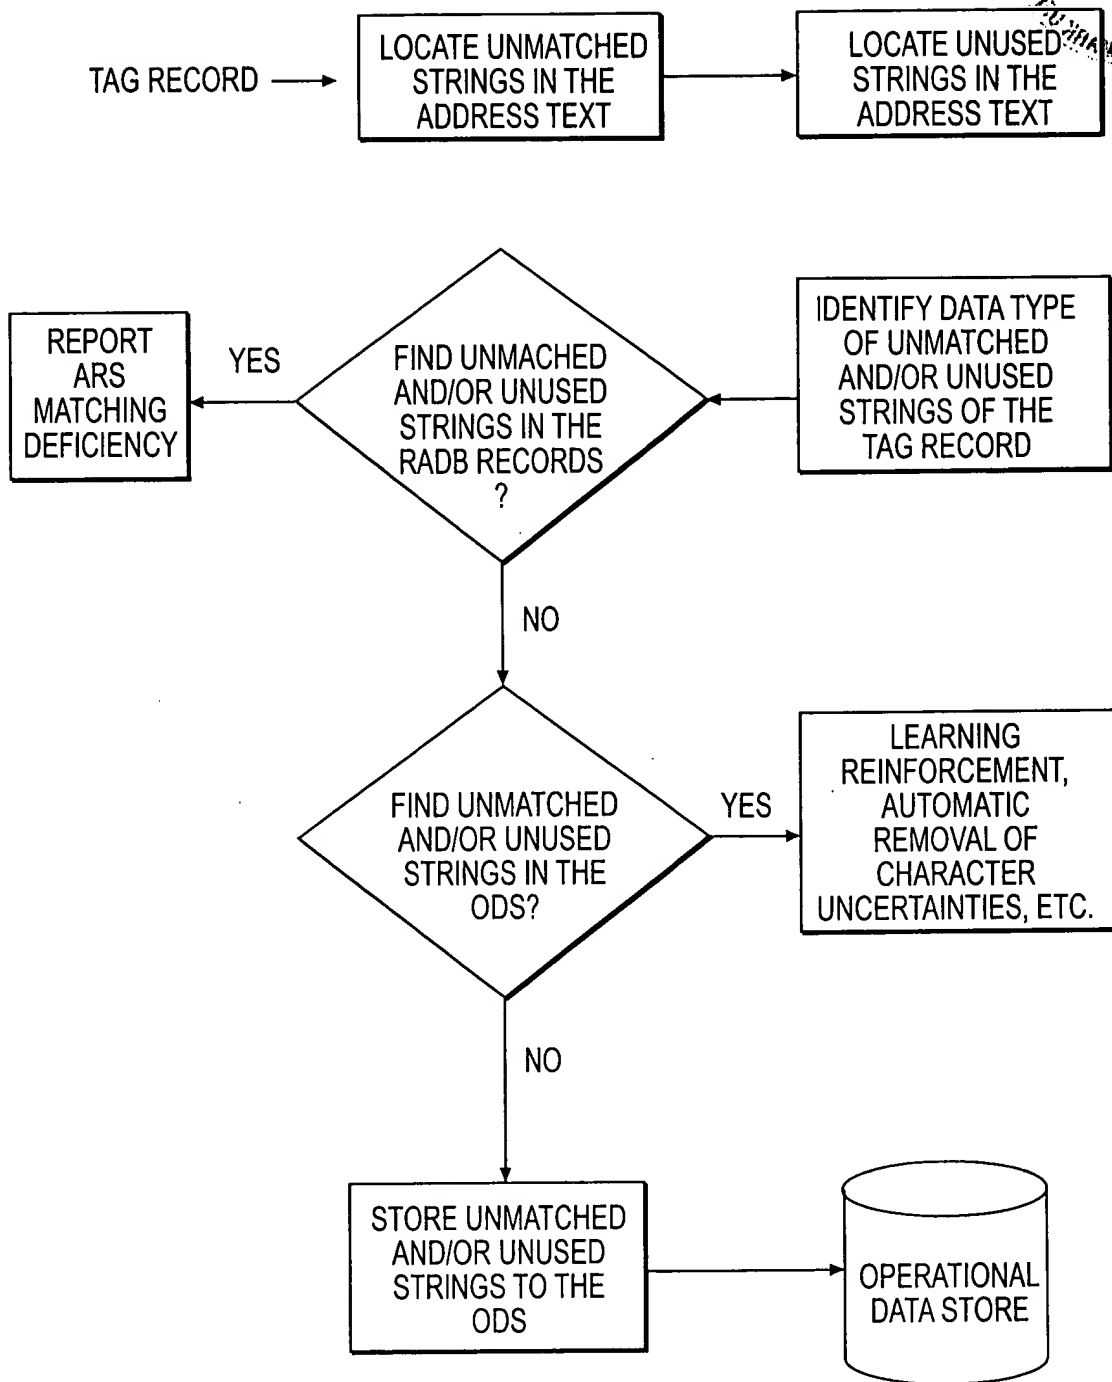 TAG RECORD
LOCATE UNMATCHED
STRINGS IN THE
ADDRESS TEXT
LOCATE UNUSED
STRINGS IN THE
ADDRESS TEXT
IDENTIFY DATA TYPE
OF UNMATCHED
AND/OR UNUSED
STRINGS OF THE
TAG RECORD
FIND UNMACHED
AND/OR UNUSED
STRINGS IN THE
RADB RECORDS
?
YES
REPORT
ARS
MATCHING
DEFICIENCY
NO
FIND UNMATCHED
AND/OR UNUSED
STRINGS IN THE
ODS?
YES
LEARNING
REINFORCEMENT,
AUTOMATIC
REMOVAL OF
CHARACTER
UNCERTAINTIES, ETC.
NO
STORE UNMATCHED
AND/OR UNUSED
STRINGS TO THE
ODS
OPERATIONAL
DATA STORE